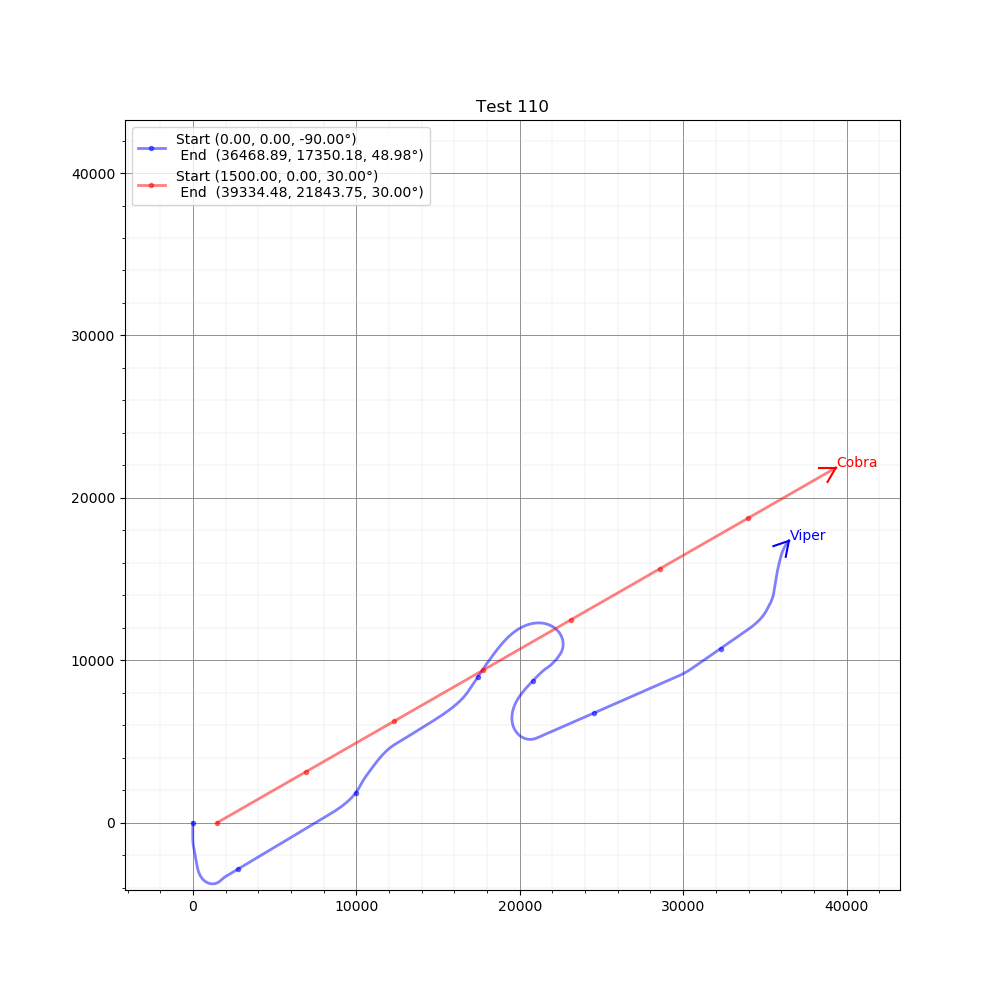 Test 110
Start (0.00, 0.00, -90.00°)
End  (36468.89, 17350.18, 48.98°)
Start (1500.00, 0.00, 30.00°)
End  (39334.48, 21843.75, 30.00°)
40000
30000
20000
10000
0
Cobra
Viper
0
10000
20000
30000
40000